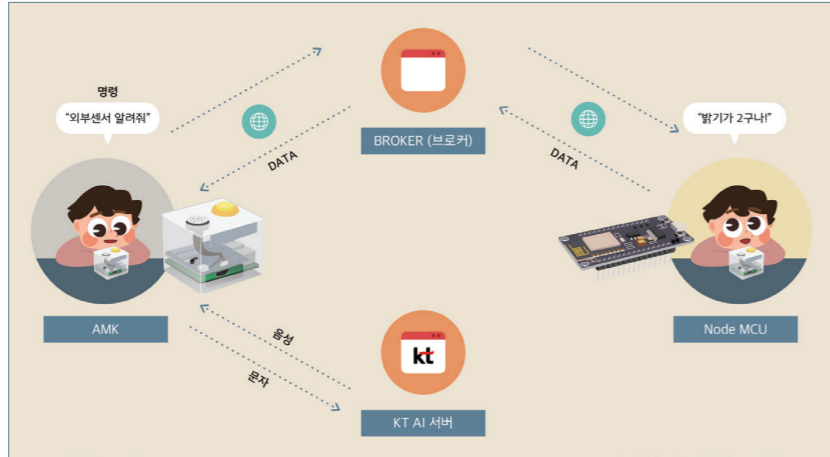 명령
“외부센서 알려줘”
BROKER (브로커)
“밝기가 2구나!”
DATA
DATA
AMK
Node MCU
음성
문자
kt
KT AI 서버